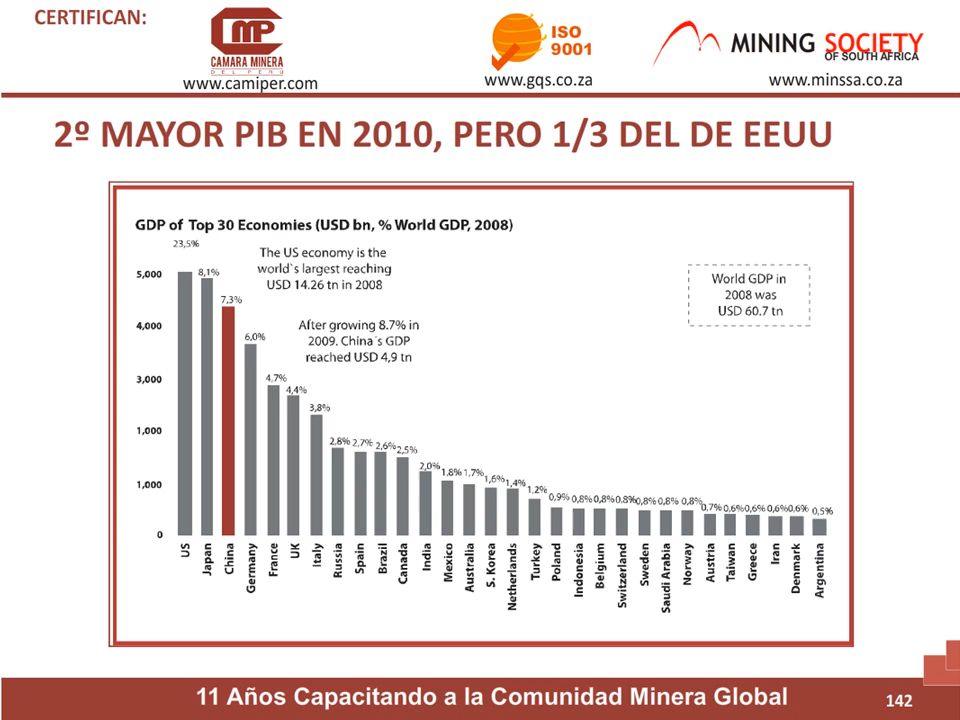 CERTIFICAN:
CMP
CAMARA MINERA
DEL PERU
www.camiper.com
ISO
9001
www.gqs.co.za
MINING SOCIETY
OF SOUTH AFRICA
www.minssa.co.za
2º MAYOR PIB EN 2010, PERO 1/3 DEL DE EEUU
GDP of Top 30 Economies (USD bn, % World GDP, 2008)
The US economy is the
world`s largest reaching
USD 14.26 tn in 2008
After growing 8.7% in
2009. China´s GDP
reached USD 4,9 tn
World GDP in
2008 was
USD 60.7 tn
5,000
4,000
3,000
1,000
1,000
0
23,5%
8,1%
7,3%
6,0%
4,7%
4,4%
3,8%
2,8%
2,7%
2,6%
2,5%
2,0%
1,8%
1,7%
1,6%
1,4%
1,2%
0,9%
0,8%
0,8%
0.8%
0,8%
0,8%
0,8%
0,7%
0,6%
0,6%
0,6%
0,6%
0,5%
US
Japan
China
Germany
France
UK
Italy
Russia
Spain
Brazil
Canada
India
Mexico
Australia
S. Korea
Netherlands
Turkey
Poland
Indonesia
Belgium
Switzerland
Sweden
Saudi Arabia
Norway
Austria
Taiwan
Greece
Iran
Denmark
Argentina
11 Años Capacitando a la Comunidad Minera Global
142